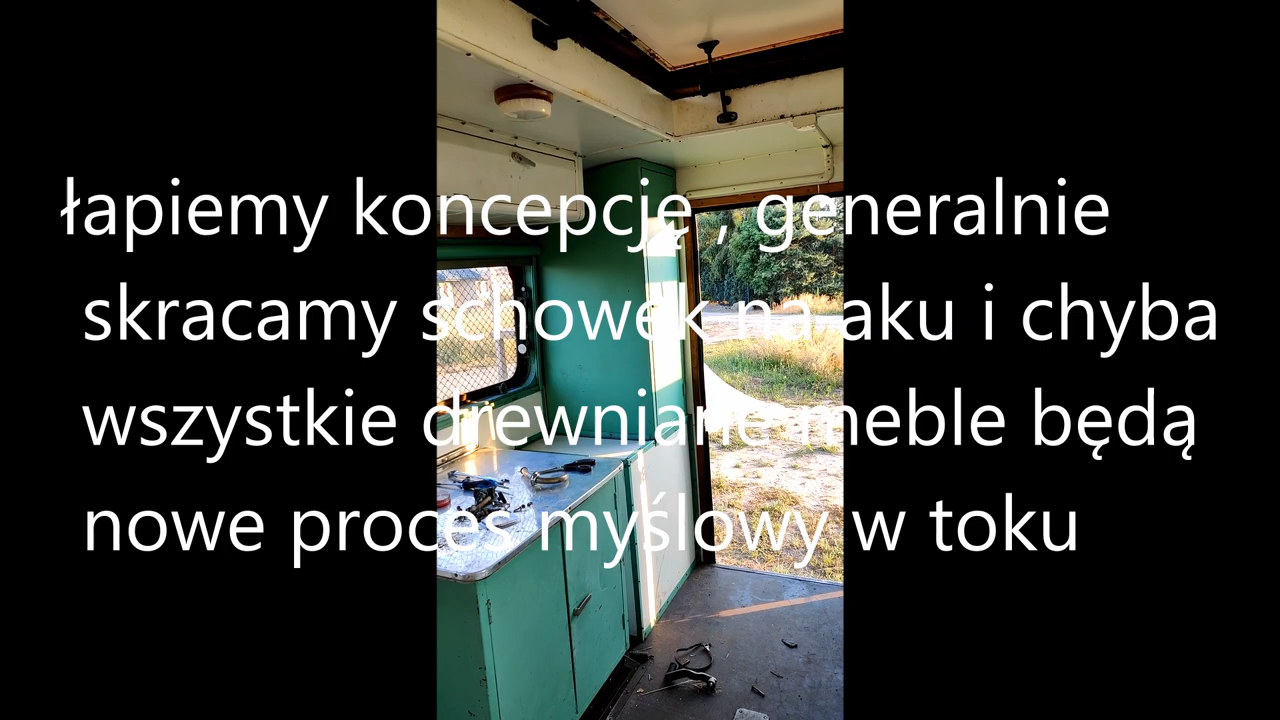 łapiemy koncepcję , generalnie
skracamy schowek na aku i chyba
wszystkie drewniane meble będą
nowe proces myślowy w toku